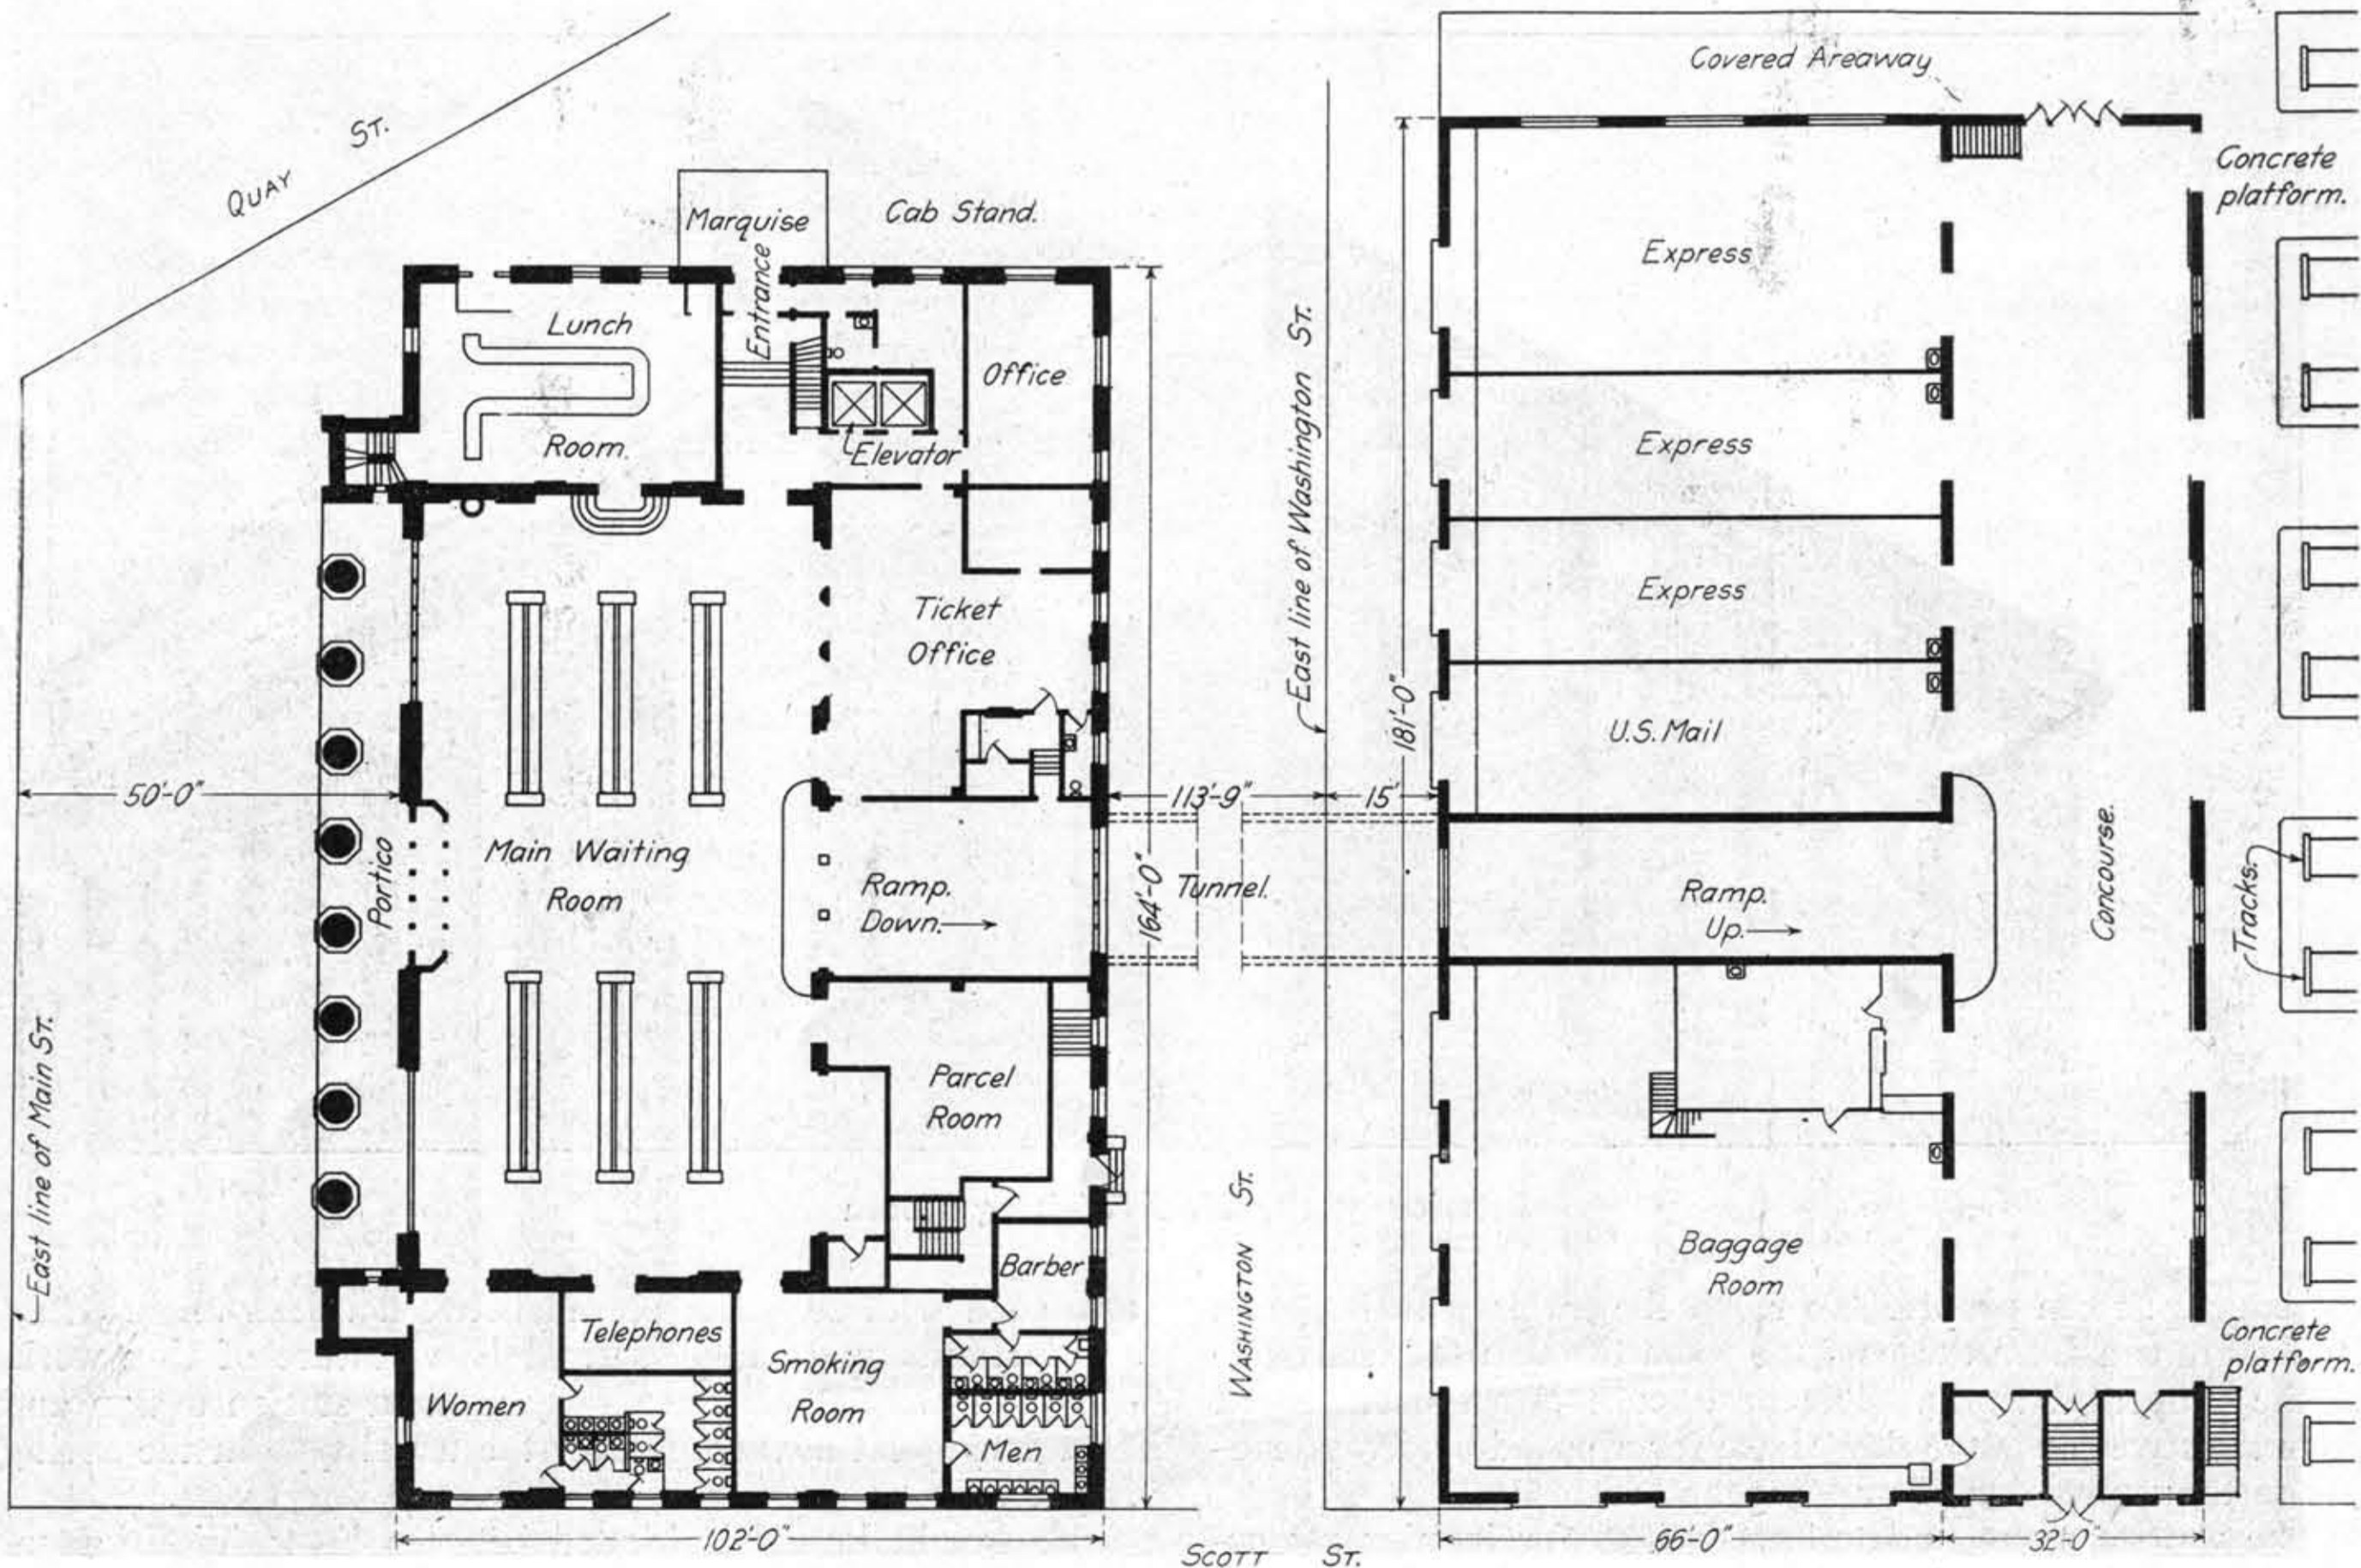 QUAY ST.
Covered Areaway
Concrete
platform.
Marquise
Cab Stand.
Entrance
Lunch
Room.
Office
Elevator
Express
Express
Express
U.S. Mail
East line of Washington St.
181'-0"
Ticket
Office
50'-0"
113'-9"
15'
Portico
Main Waiting
Room
Ramp.
Down.
164'-0"
Tunnel.
Ramp.
Up.
Concourse.
Tracks.
East line of Main St.
Parcel
Room
Washington St.
Baggage
Room
Barber
Telephones
Smoking
Room
Women
Men
Concrete
platform.
102'-0"
66'-0"
32'-0
Scott St.